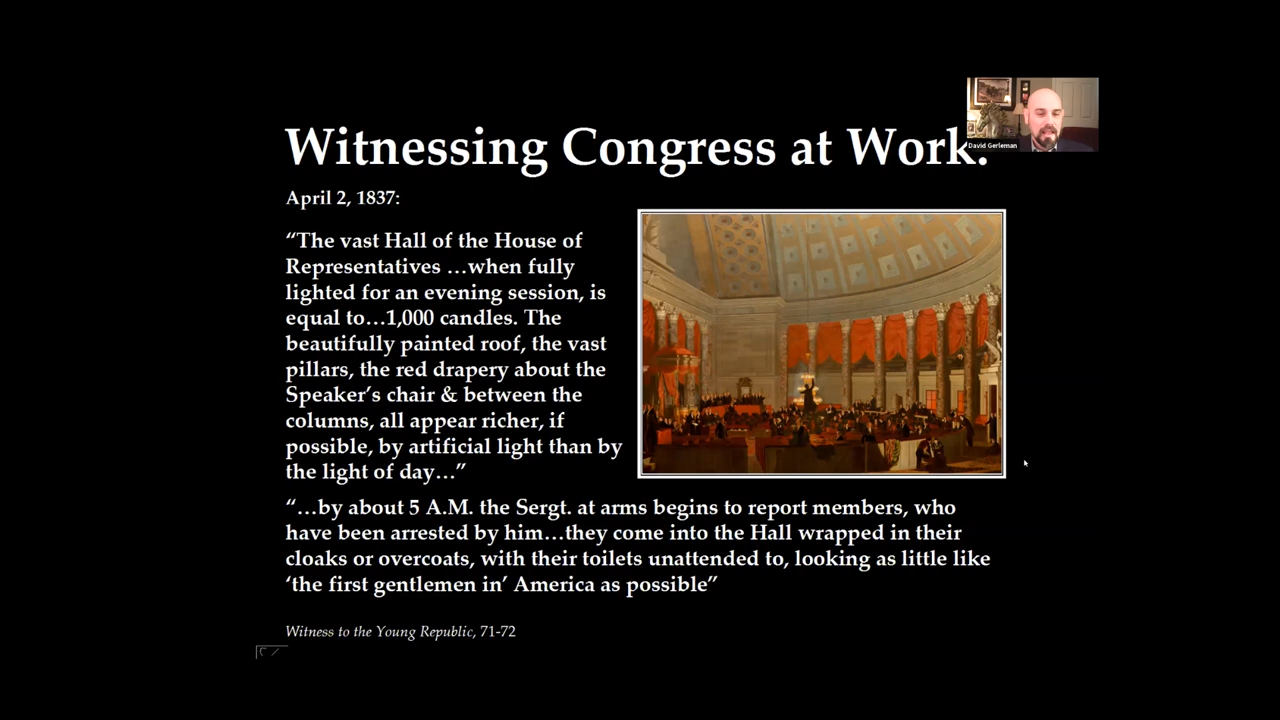 Witnessing Congress at Work.
David Gerleman
April 2, 1837:
“The vast Hall of the House of
Representatives …when fully
lighted for an evening session, is
equal to…1,000 candles. The
beautifully painted roof, the vast
pillars, the red drapery about the
Speaker’s chair & between the
columns, all appear richer, if
possible, by artificial light than by
the light of day…”
“…by about 5 A.M. the Sergt. at arms begins to report members, who
have been arrested by him…they come into the Hall wrapped in their
cloaks or overcoats, with their toilets unattended to, looking as little like
‘the first gentlemen in’ America as possible”
Witness to the Young Republic, 71-72